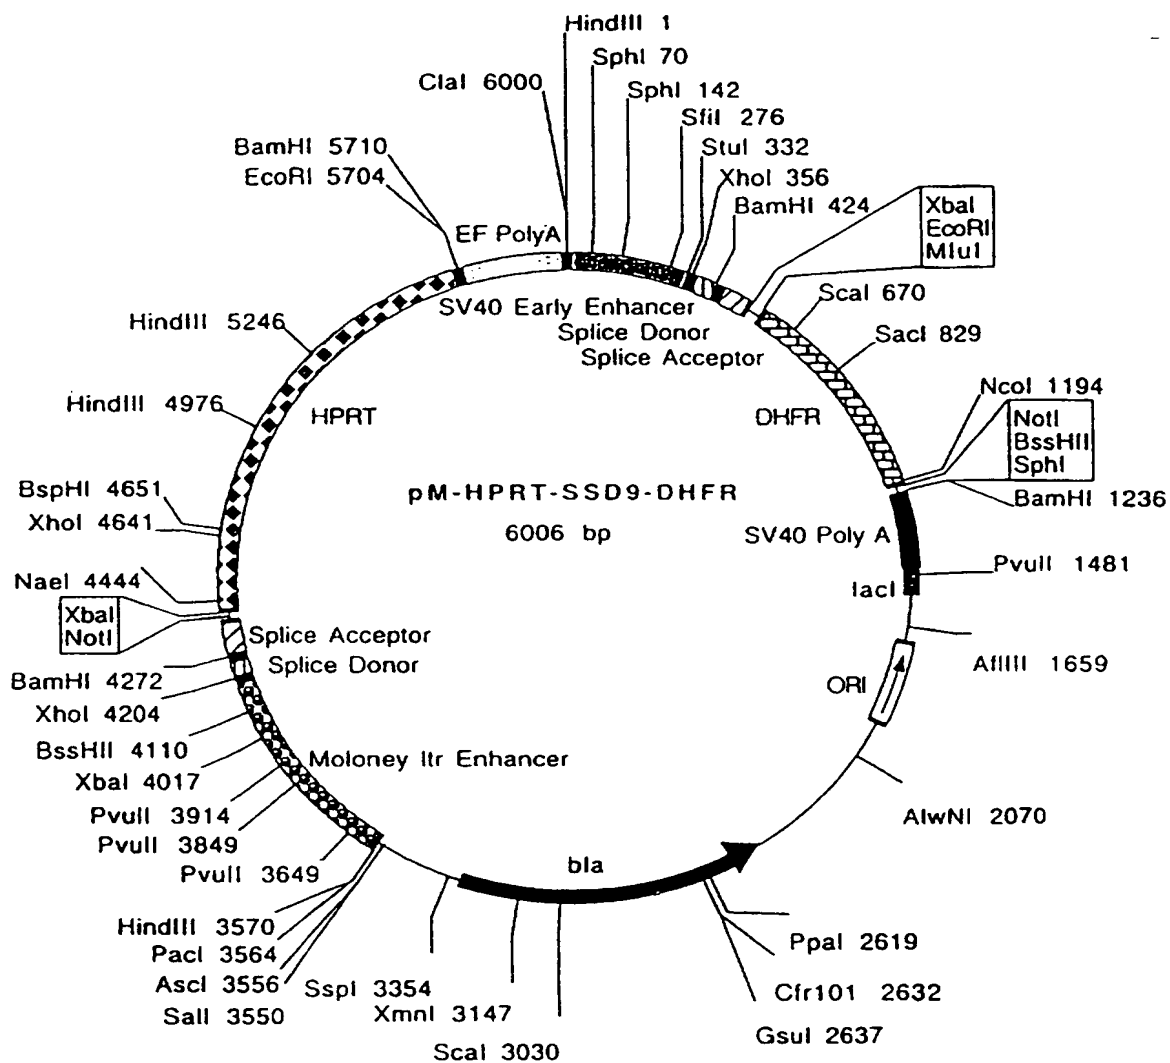 HindIII 1
SphI 70
ClaI 6000
SphI 142
SfiI 276
StuI 332
BamHI 5710
EcoRI 5704
XhoI 356
BamHI 424
XbaI
EcoRI
MluI
EF PolyA
ScaI 670
SV40 Early Enhancer
HindIII 5246
Splice Donor
SacI 829
Splice Acceptor
NcoI 1194
HindIII 4976
HPRT
DHFR
NotI
BssHII
SphI
BspHI 4651
pM-HPRT-SSD9-DHFR
BamHI 1236
XhoI 4641
6006 bp
SV40 Poly A
PvuII 1481
NaeI 4444
lacI
XbaI
NotI
Splice Acceptor
Splice Donor
AflIII 1659
BamHI 4272
ORI
XhoI 4204
BssHII 4110
Moloney ltr Enhancer
XbaI 4017
PvuII 3914
AlwNI 2070
PvuII 3849
PvuII 3649
bla
HindIII 3570
PpaI 2619
PacI 3564
AscI 3556
SspI 3354
Cfr101 2632
SalI 3550
XmnI 3147
GsuI 2637
ScaI 3030